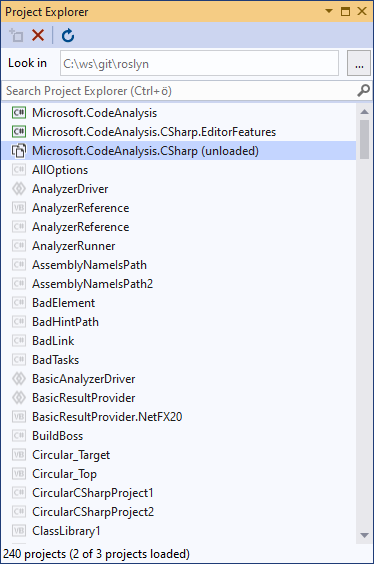 Project Explorer
Look in C:\ws\git\roslyn ...
Search Project Explorer (Ctrl+ö)
C# Microsoft.CodeAnalysis
C# Microsoft.CodeAnalysis.CSharp.EditorFeatures
Microsoft.CodeAnalysis.CSharp (unloaded)
C# AllOptions
AnalyzerDriver
VB AnalyzerReference
C# AnalyzerReference
C# AnalyzerRunner
C# AssemblyNameIsPath
C# AssemblyNameIsPath2
C# BadElement
C# BadHintPath
C# BadLink
C# BadTasks
BasicAnalyzerDriver
BasicResultProvider
VB BasicResultProvider.NetFX20
C# BuildBoss
VB Circular_Target
VB Circular_Top
C# CircularCSharpProject1
C# CircularCSharpProject2
C# ClassLibrary1
240 projects (2 of 3 projects loaded)